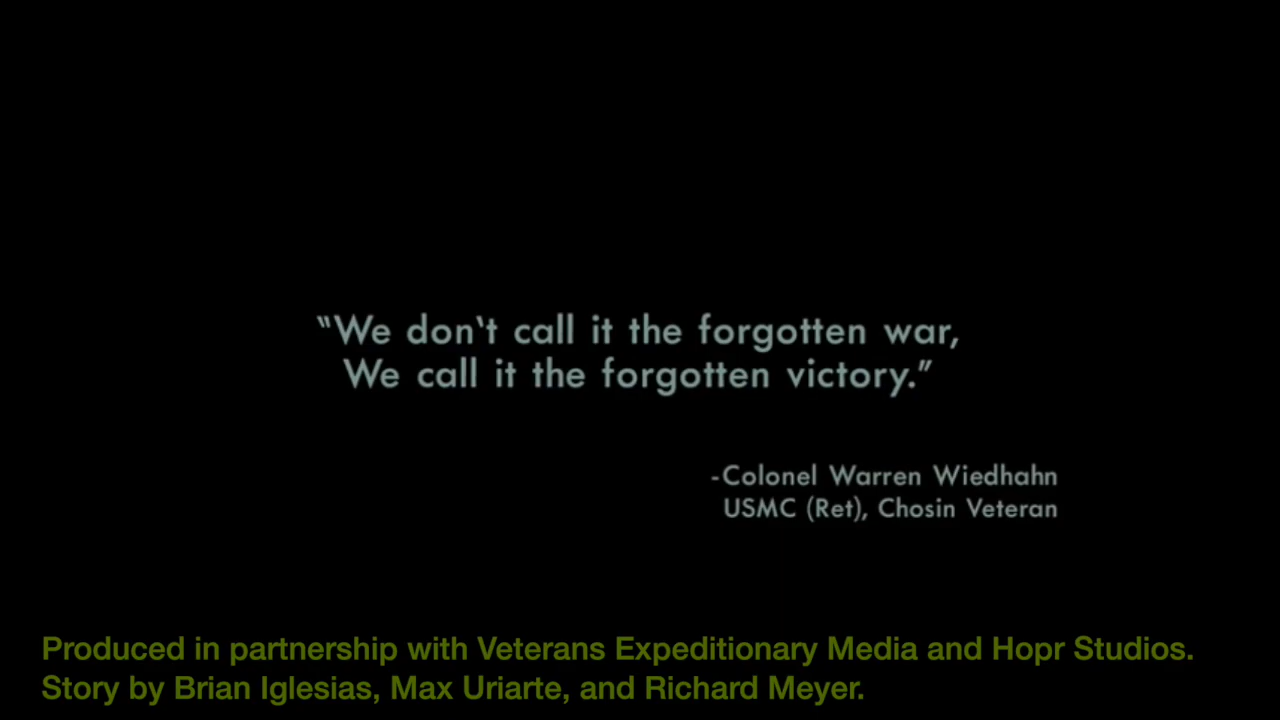 “We don‘t call it the forgotten war,
We call it the forgotten victory.”
-Colonel Warren Wiedhahn
USMC (Ret), Chosin Veteran
Produced in partnership with Veterans Expeditionary Media and Hopr Studios.
Story by Brian Iglesias, Max Uriarte, and Richard Meyer.